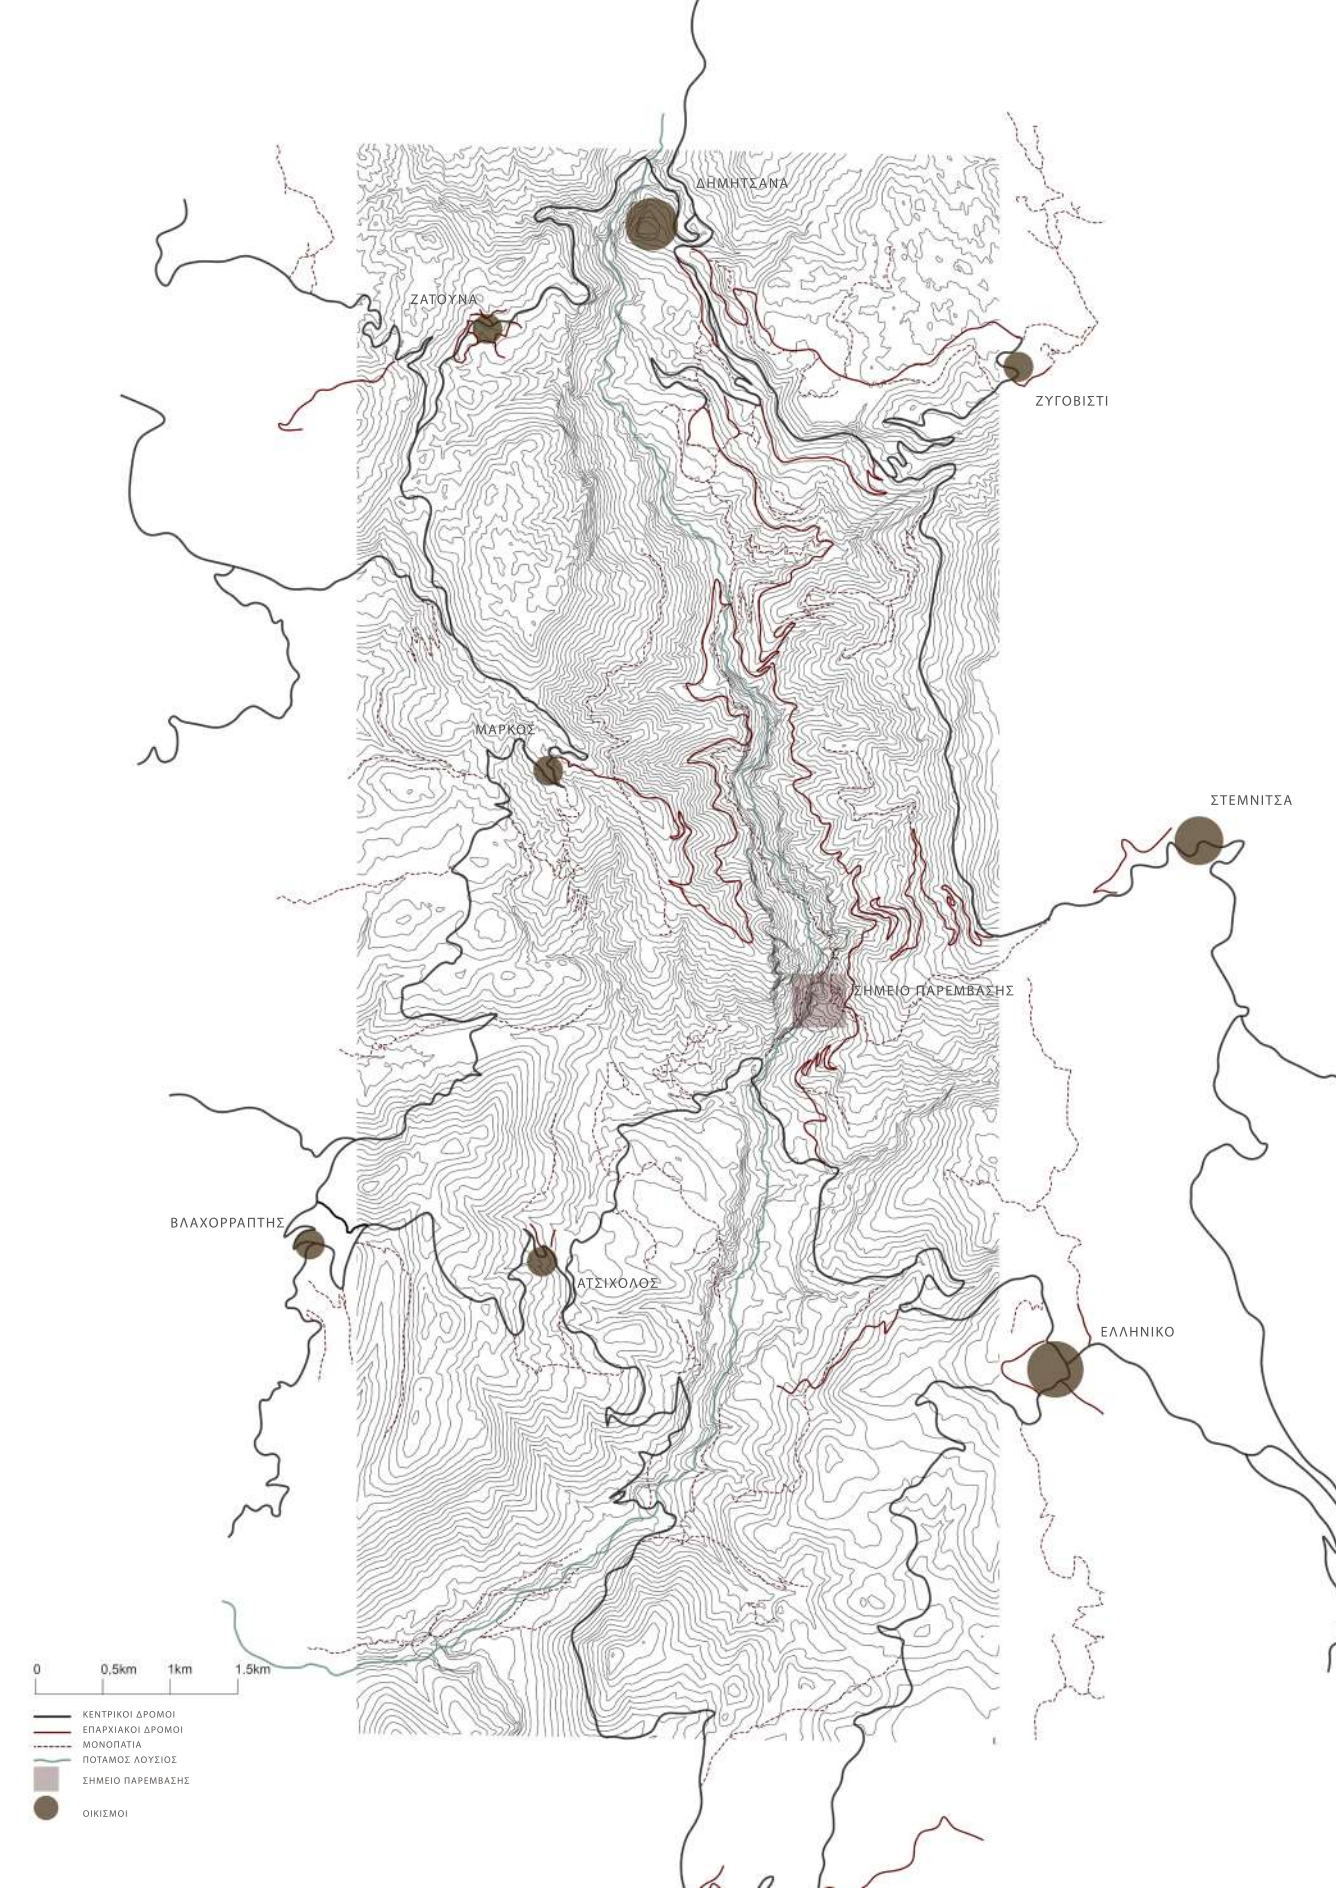 ΔΗΜΗΤΣΑΝΑ
ΖΑΤΟΥΝΑ
ΖΥΓΟΒΙΣΤΙ
ΜΑΡΚΟΣ
ΣΤΕΜΝΙΤΣΑ
ΣΗΜΕΙΟ ΠΑΡΕΜΒΑΣΗΣ
ΒΛΑΧΟΡΡΑΠΤΗΣ
ΑΤΣΙΧΟΛΟΣ
ΕΛΛΗΝΙΚΟ
0 0,5km 1km 1.5km
ΚΕΝΤΡΙΚΟΙ ΔΡΟΜΟΙ
ΕΠΑΡΧΙΑΚΟΙ ΔΡΟΜΟΙ
ΜΟΝΟΠΑΤΙΑ
ΠΟΤΑΜΟΣ ΛΟΥΣΙΟΣ
ΣΗΜΕΙΟ ΠΑΡΕΜΒΑΣΗΣ
ΟΙΚΙΣΜΟΙ